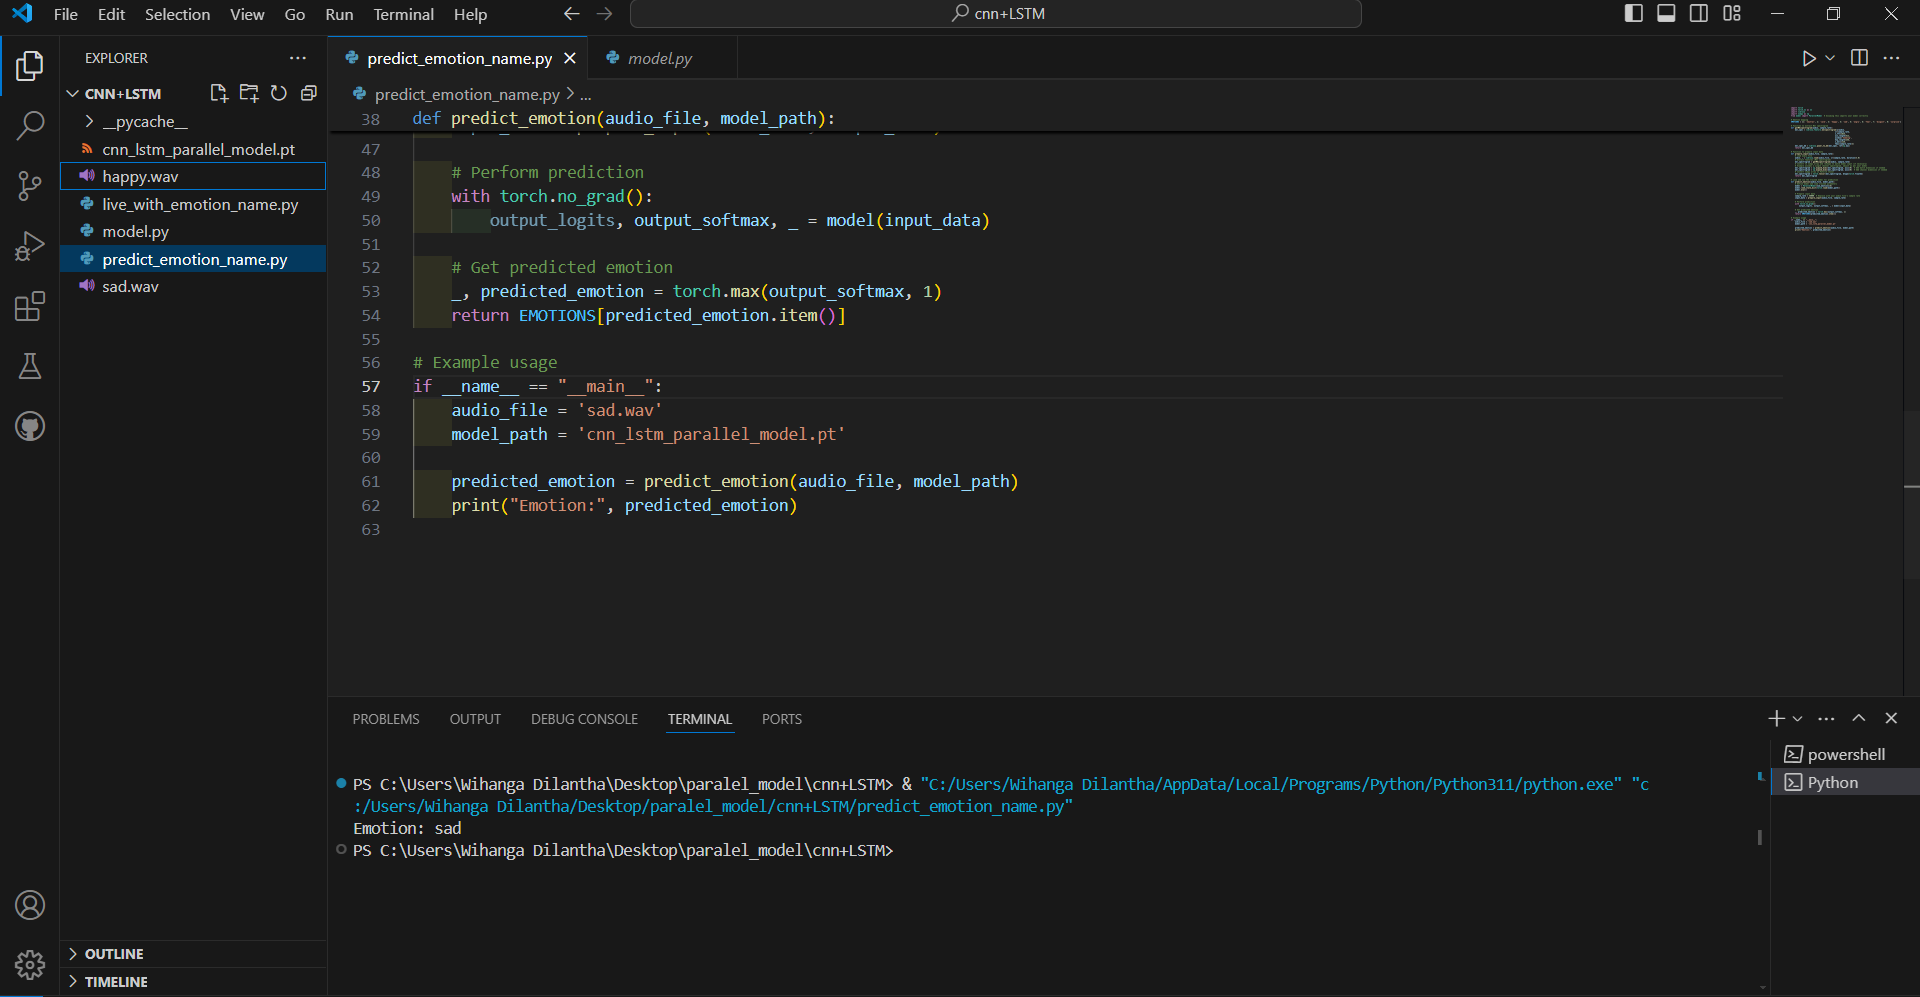 File Edit Selection View Go Run Terminal Help
cnn+LSTM
EXPLORER
CNN+LSTM
__pycache__
cnn_lstm_parallel_model.pt
happy.wav
live_with_emotion_name.py
model.py
predict_emotion_name.py
sad.wav
OUTLINE
TIMELINE
predict_emotion_name.py
model.py
predict_emotion_name.py > ...
38 def predict_emotion(audio_file, model_path):
47
48 # Perform prediction
49 with torch.no_grad():
50 output_logits, output_softmax, _ = model(input_data)
51
52 # Get predicted emotion
53 _, predicted_emotion = torch.max(output_softmax, 1)
54 return EMOTIONS[predicted_emotion.item()]
55
56 # Example usage
57 if __name__ == "__main__":
58 audio_file = 'sad.wav'
59 model_path = 'cnn_lstm_parallel_model.pt'
60
61 predicted_emotion = predict_emotion(audio_file, model_path)
62 print("Emotion:", predicted_emotion)
63
PROBLEMS OUTPUT DEBUG CONSOLE TERMINAL PORTS
PS C:\Users\Wihanga Dilantha\Desktop\paralel_model\cnn+LSTM> & "C:/Users/Wihanga Dilantha/AppData/Local/Programs/Python/Python311/python.exe" "c
:/Users/Wihanga Dilantha/Desktop/paralel_model/cnn+LSTM/predict_emotion_name.py"
Emotion: sad
PS C:\Users\Wihanga Dilantha\Desktop\paralel_model\cnn+LSTM>
powershell
Python